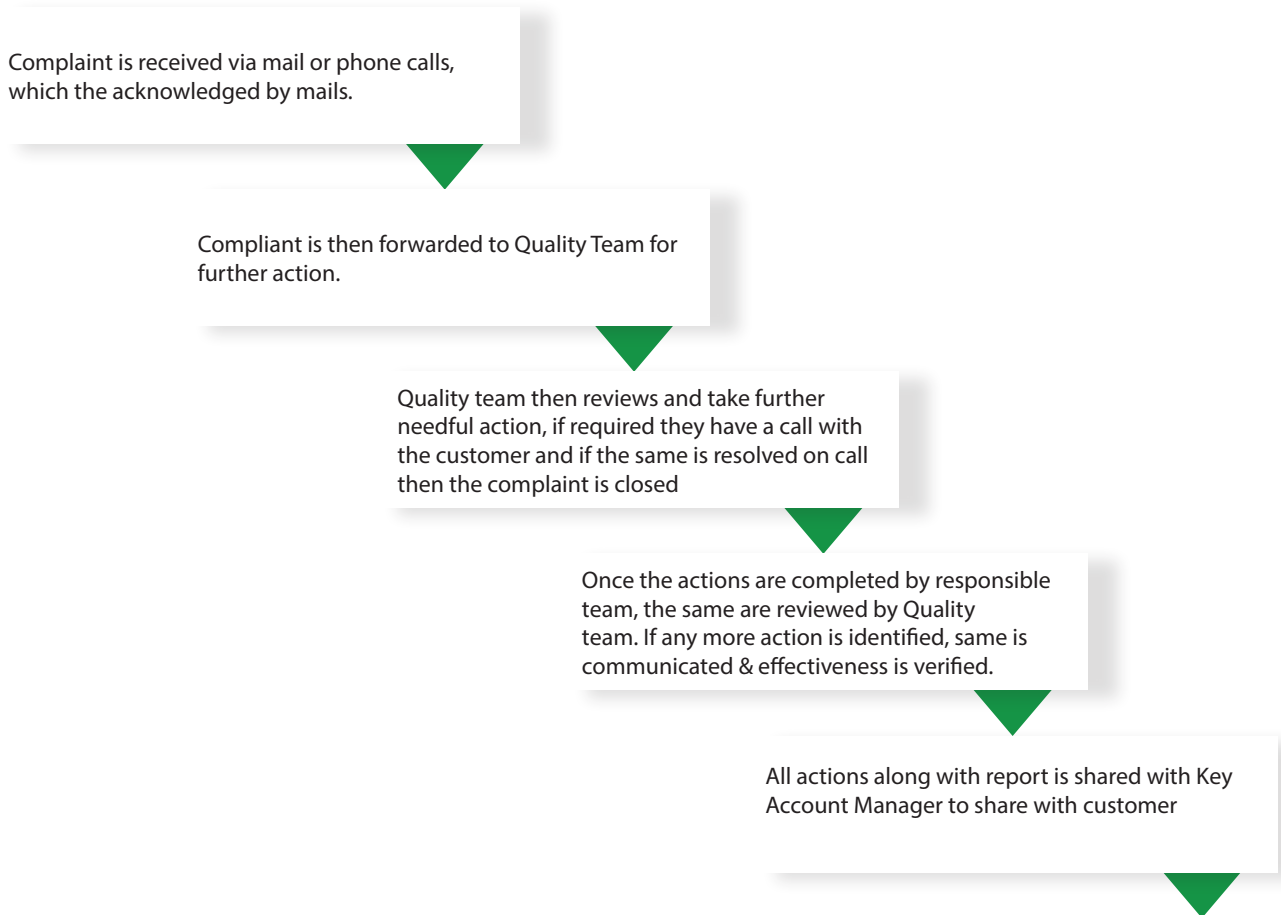 Complaint is received via mail or phone calls,
which the acknowledged by mails.
Compliant is then forwarded to Quality Team for
further action.
Quality team then reviews and take further
needful action, if required they have a call with
the customer and if the same is resolved on call
then the complaint is closed
Once the actions are completed by responsible
team, the same are reviewed by Quality
team. If any more action is identified, same is
communicated & effectiveness is verified.
All actions along with report is shared with Key
Account Manager to share with customer